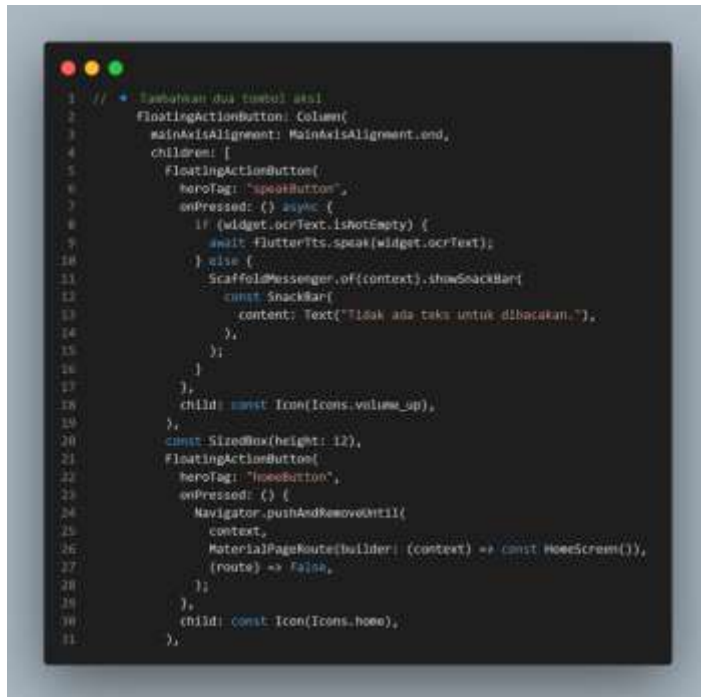 1 // 🔹 Tambahkan dua tombol aksi
2 floatingActionButton: Column(
3 mainAxisAlignment: MainAxisAlignment.end,
4 children: [
5 FloatingActionButton(
6 heroTag: "speakButton",
7 onPressed: () async {
8 if (widget.ocrText.isNotEmpty) {
9 await flutterTts.speak(widget.ocrText);
10 } else {
11 ScaffoldMessenger.of(context).showSnackBar(
12 const SnackBar(
13 content: Text("Tidak ada teks untuk dibacakan."),
14 ),
15 );
16 }
17 },
18 child: const Icon(Icons.volume_up),
19 ),
20 const SizedBox(height: 12),
21 FloatingActionButton(
22 heroTag: "homeButton",
23 onPressed: () {
24 Navigator.pushAndRemoveUntil(
25 context,
26 MaterialPageRoute(builder: (context) => const HomeScreen()),
27 (route) => false,
28 );
29 },
30 child: const Icon(Icons.home),
31 ),